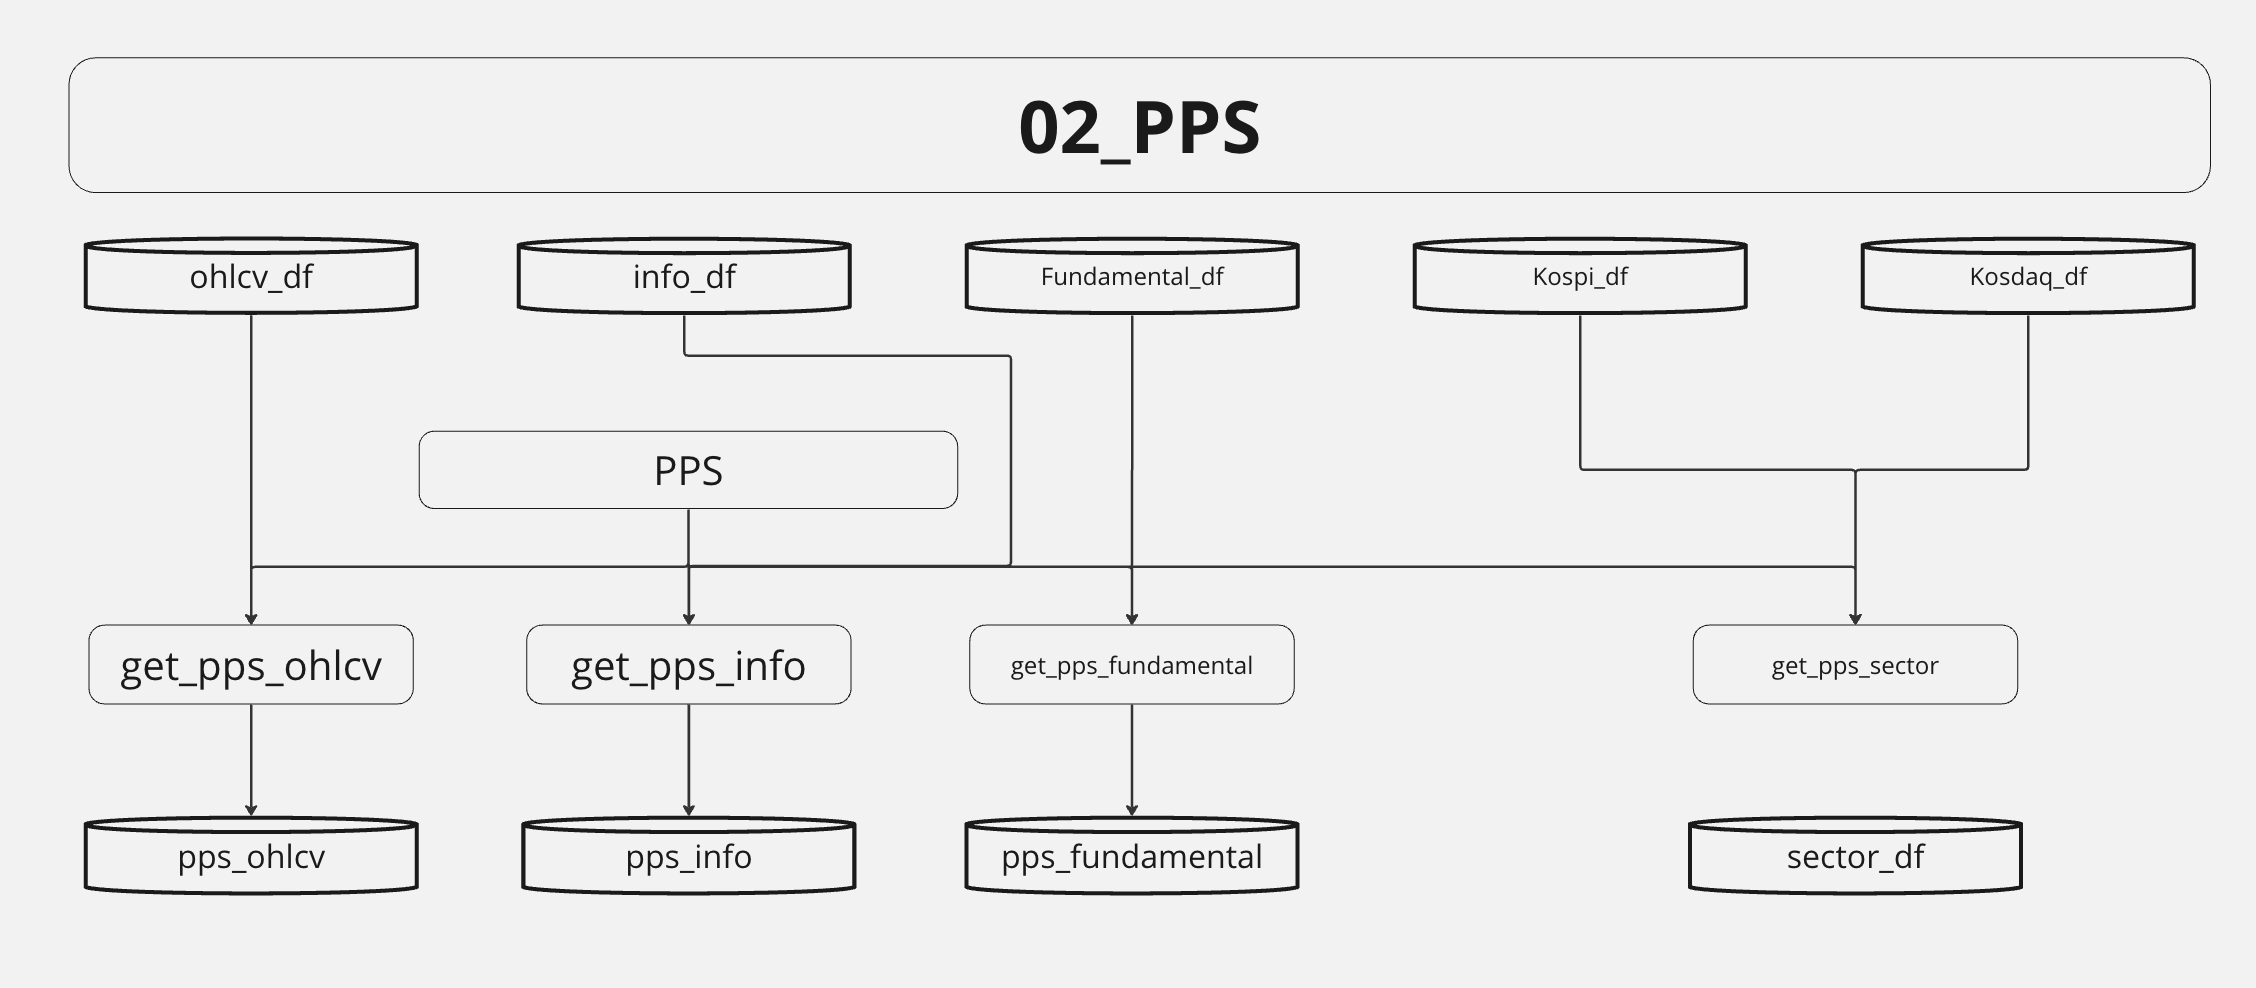 02_PPS
ohlcv_df
info_df
Fundamental_df
Kospi_df
Kosdaq_df
PPS
get_pps_ohlcv
get_pps_info
get_pps_fundamental
get_pps_sector
pps_ohlcv
pps_info
pps_fundamental
sector_df